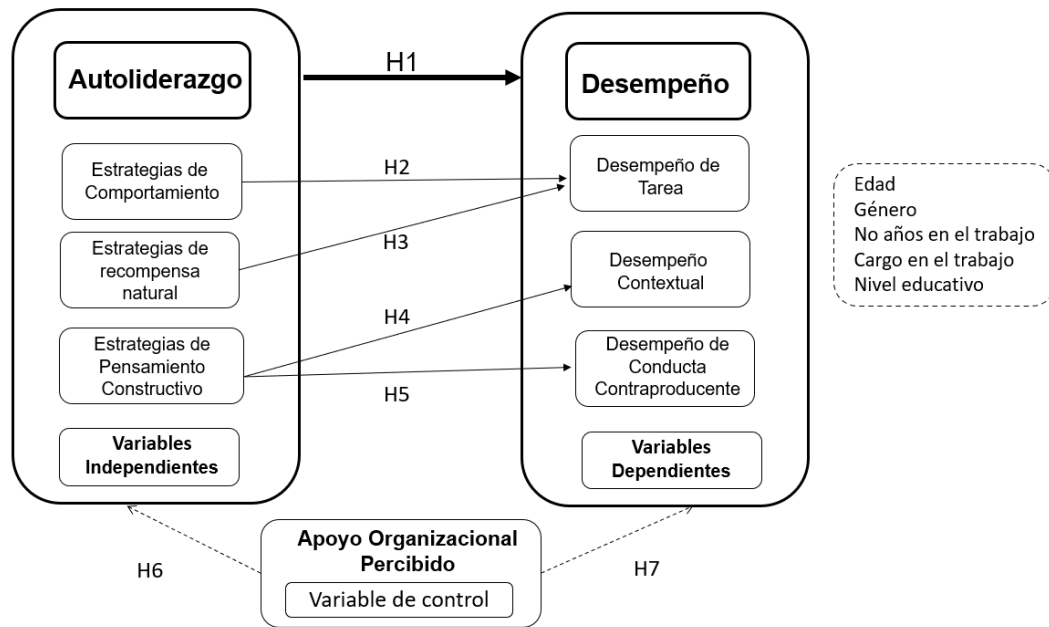 Autoliderazgo
H1
Desempeño
Estrategias de
Comportamiento
H2
Desempeño de
Tarea
Estrategias de
recompensa
natural
H3
Desempeño
Contextual
Estrategias de
Pensamiento
Constructivo
H4
H5
Desempeño de
Conducta
Contraproducente
Variables
Independientes
Variables
Dependientes
Edad
Género
No años en el trabajo
Cargo en el trabajo
Nivel educativo
H6
Apoyo Organizacional
Percibido
Variable de control
H7